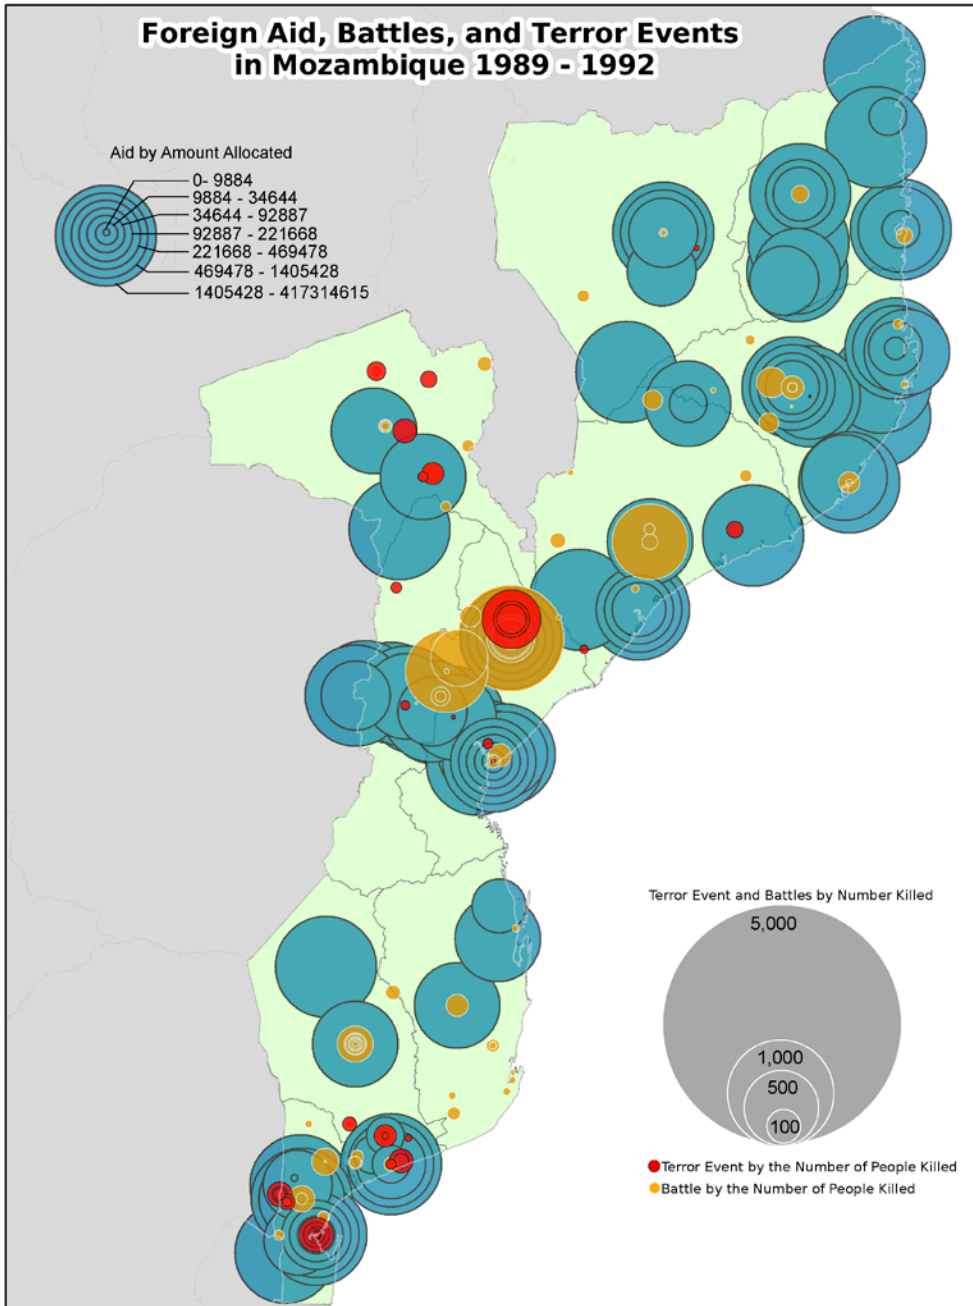 Foreign Aid, Battles, and Terror Events
in Mozambique 1989 - 1992
Aid by Amount Allocated
0- 9884
9884 - 34644
34644 - 92887
92887 - 221668
221668 - 469478
469478 - 1405428
1405428 - 417314615
Terror Event and Battles by Number Killed
5,000
1,000
500
100
Terror Event by the Number of People Killed
Battle by the Number of People Killed